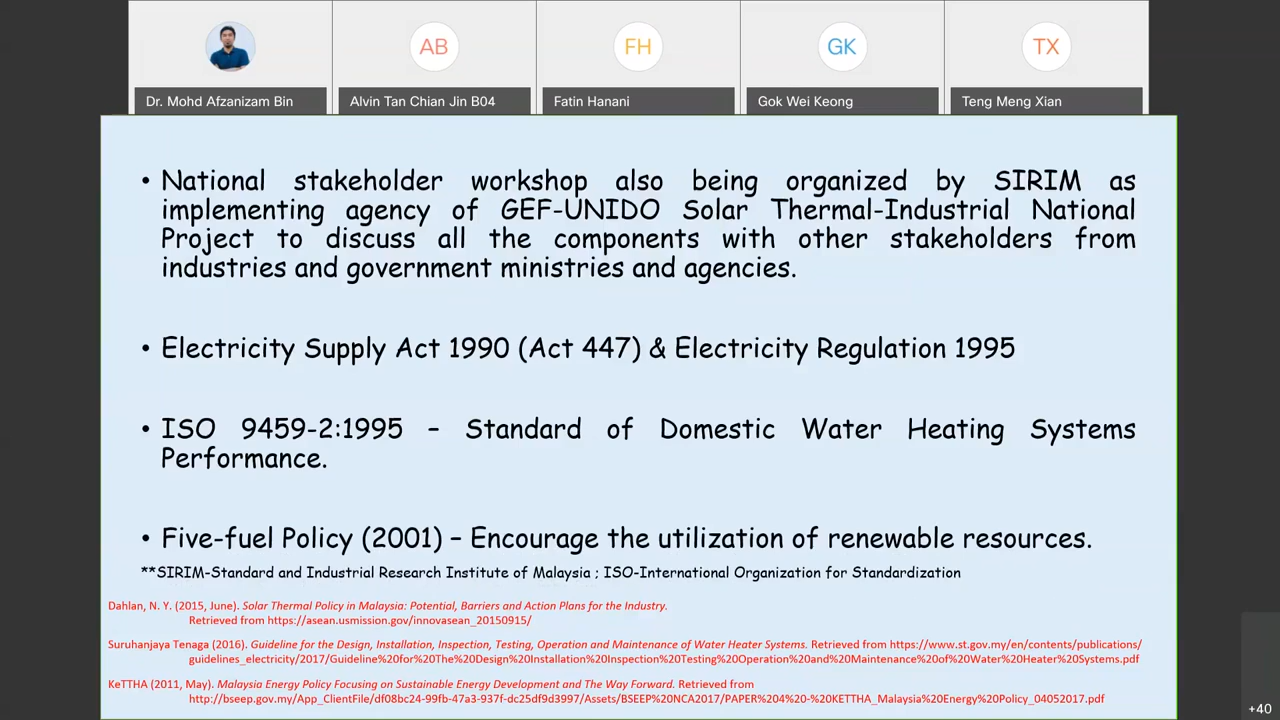 AB
FH
GK
TX
Dr. Mohd Afzanizam Bin
Alvin Tan Chian Jin B04
Fatin Hanani
Gok Wei Keong
Teng Meng Xian
• National stakeholder workshop also being organized by SIRIM as
implementing agency of GEF-UNIDO Solar Thermal-Industrial National
Project to discuss all the components with other stakeholders from
industries and government ministries and agencies.
• Electricity Supply Act 1990 (Act 447) & Electricity Regulation 1995
• ISO 9459-2:1995 – Standard of Domestic Water Heating Systems
Performance.
• Five-fuel Policy (2001) – Encourage the utilization of renewable resources.
**SIRIM-Standard and Industrial Research Institute of Malaysia ; ISO-International Organization for Standardization
Dahlan, N. Y. (2015, June). Solar Thermal Policy in Malaysia: Potential, Barriers and Action Plans for the Industry.
Retrieved from https://asean.usmission.gov/innovasean_20150915/
Suruhanjaya Tenaga (2016). Guideline for the Design, Installation, Inspection, Testing, Operation and Maintenance of Water Heater Systems. Retrieved from https://www.st.gov.my/en/contents/publications/
guidelines_electricity/2017/Guideline%20for%20The%20Design%20Installation%20Inspection%20Testing%20Operation%20and%20Maintenance%20of%20Water%20Heater%20Systems.pdf
KeTTHA (2011, May). Malaysia Energy Policy Focusing on Sustainable Energy Development and The Way Forward. Retrieved from
http://bseep.gov.my/App_ClientFile/df08bc24-99fb-47a3-937f-dc25df9d3997/Assets/BSEEP%20NCA2017/PAPER%204%20-%20KETTHA_Malaysia%20Energy%20Policy_04052017.pdf
+40